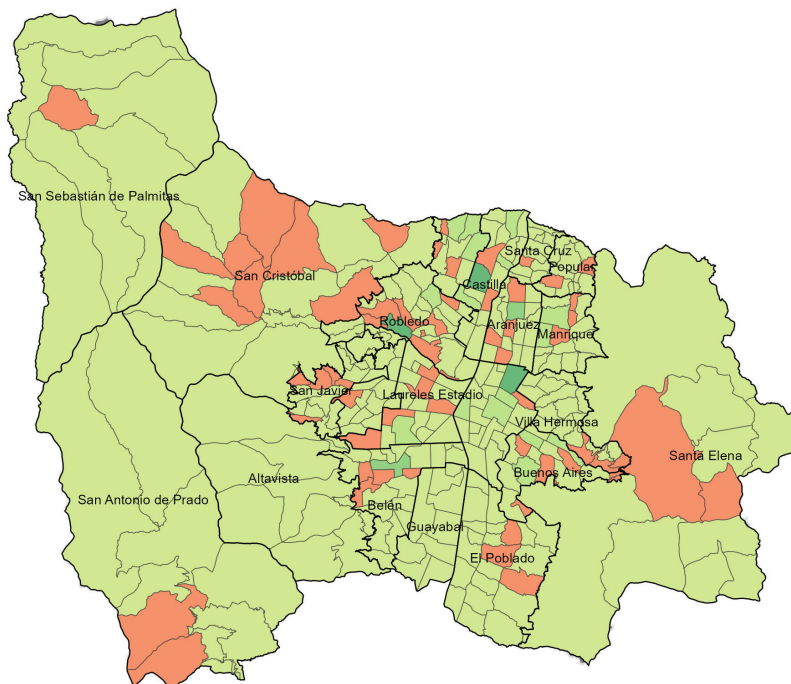 San Sebastián de Palmitas
San Cristóbal
Santa Cruz
Popular
Castilla
Robledo
Aranjuez
Manrique
San Javier
Laureles Estadio
Villa Hermosa
Santa Elena
Buenos Aires
Altavista
San Antonio de Prado
Belén
Guayabal
El Poblado